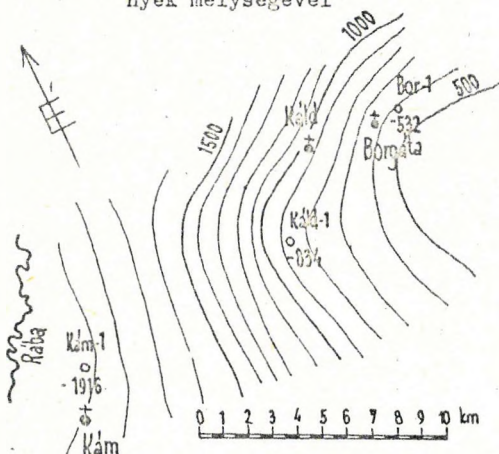 nyek mélységével
1000
Bor-1
500
Káld
-532
Borgáta
1500
Káld-1
-834
Rába
Kám-1
-1916
Kám
0 1 2 3 4 5 6 7 8 9 10 km